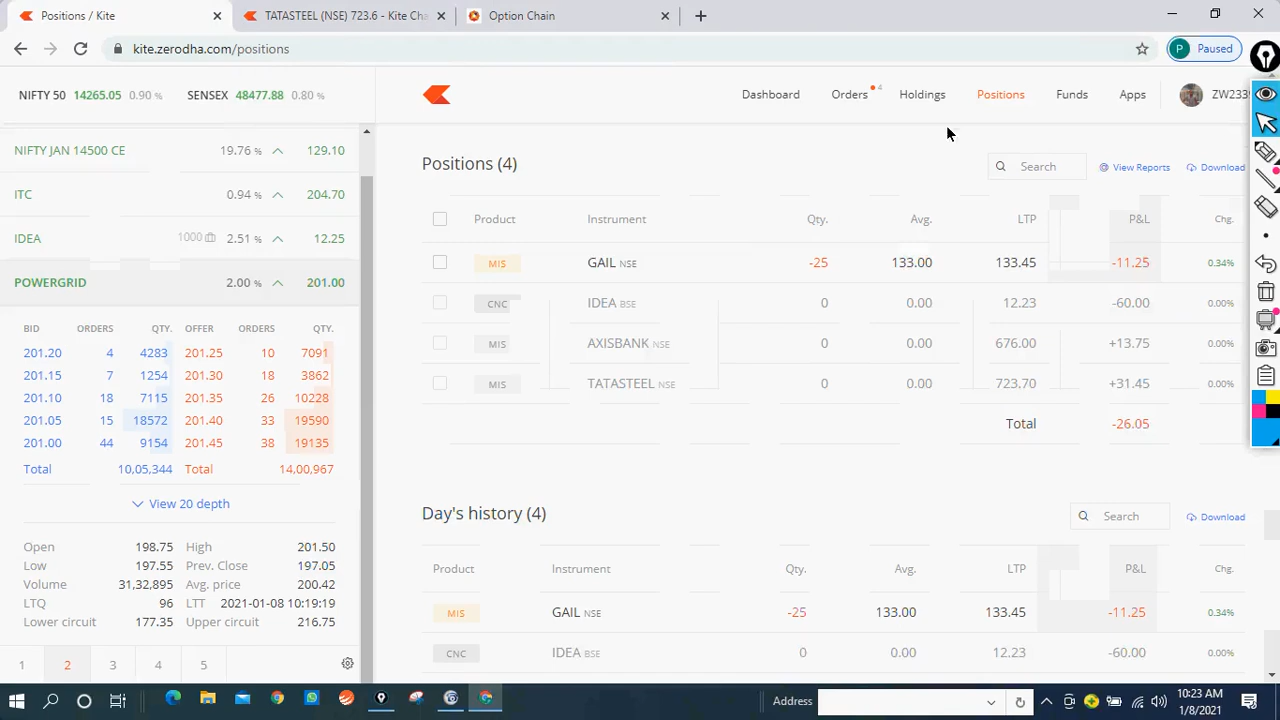 Positions / Kite
TATASTEEL (NSE) 723.6 - Kite Cha
Option Chain
kite.zerodha.com/positions
Paused
NIFTY 50 14265.05 0.90 % SENSEX 48477.88 0.80 %
Dashboard Orders 4 Holdings Positions Funds Apps ZW2339
NIFTY JAN 14500 CE 19.76 % 129.10
ITC 0.94 % 204.70
IDEA 1000 2.51 % 12.25
POWERGRID 2.00 % 201.00
BID ORDERS QTY. OFFER ORDERS QTY.
201.20 4 4283 201.25 10 7091
201.15 7 1254 201.30 18 3862
201.10 18 7115 201.35 26 10228
201.05 15 18572 201.40 33 19590
201.00 44 9154 201.45 38 19135
Total 10,05,344 Total 14,00,967
View 20 depth
Open 198.75 High 201.50
Low 197.55 Prev. Close 197.05
Volume 31,32,895 Avg. price 200.42
LTQ 96 LTT 2021-01-08 10:19:19
Lower circuit 177.35 Upper circuit 216.75
1 2 3 4 5
Positions (4)
Search View Reports Download
Product Instrument Qty. Avg. LTP P&L Chg.
MIS GAIL NSE -25 133.00 133.45 -11.25 0.34%
CNC IDEA BSE 0 0.00 12.23 -60.00 0.00%
MIS AXISBANK NSE 0 0.00 676.00 +13.75 0.00%
MIS TATASTEEL NSE 0 0.00 723.70 +31.45 0.00%
Total -26.05
Day's history (4)
Search Download
Product Instrument Qty. Avg. LTP P&L Chg.
MIS GAIL NSE -25 133.00 133.45 -11.25 0.34%
CNC IDEA BSE 0 0.00 12.23 -60.00 0.00%
Address
10:23 AM
1/8/2021